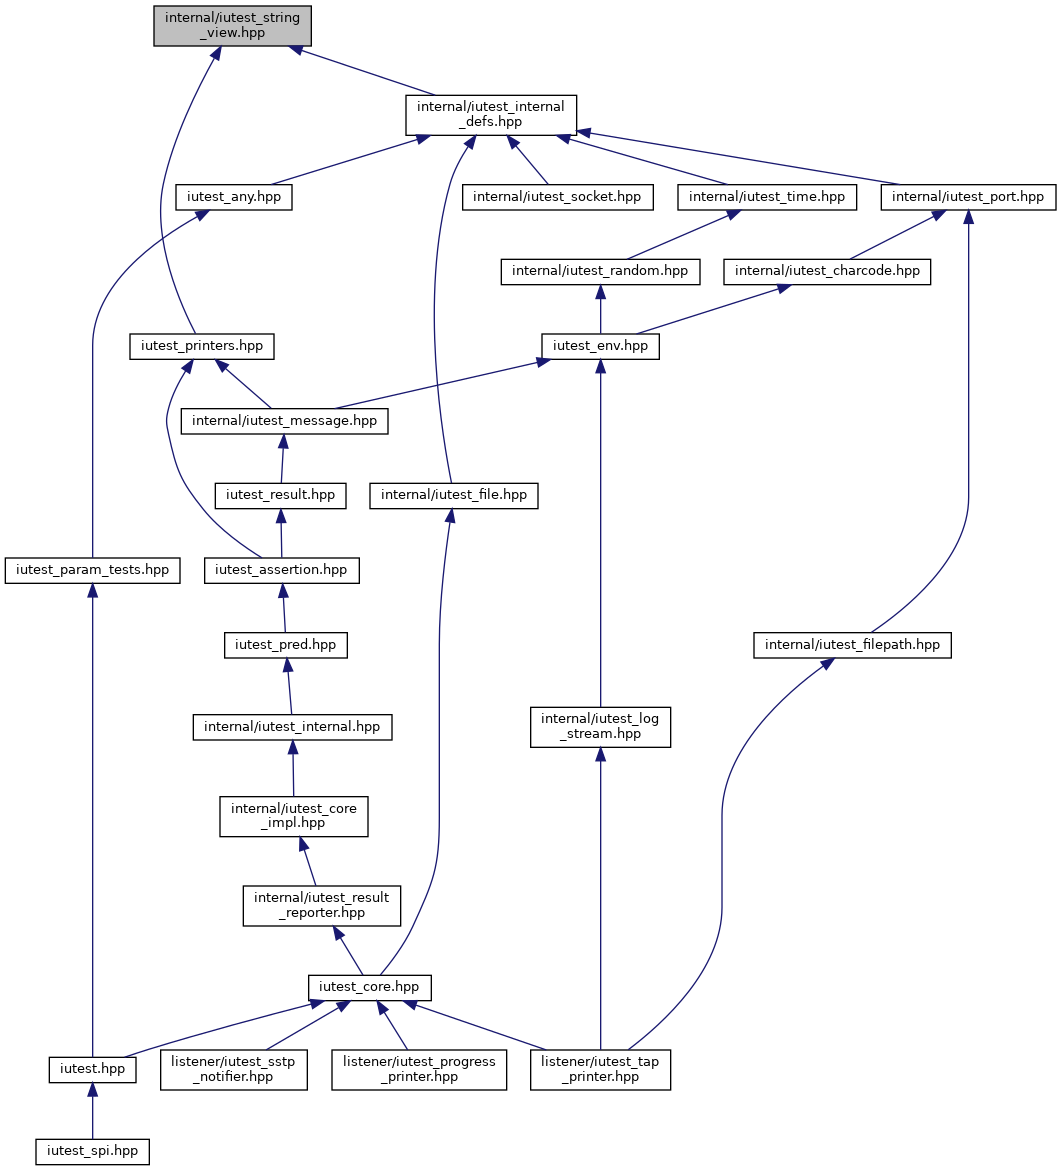 internal/iutest_string
_view.hpp
internal/iutest_internal
_defs.hpp
iutest_any.hpp
internal/iutest_socket.hpp
internal/iutest_time.hpp
internal/iutest_port.hpp
internal/iutest_random.hpp
internal/iutest_charcode.hpp
iutest_printers.hpp
iutest_env.hpp
internal/iutest_message.hpp
iutest_result.hpp
internal/iutest_file.hpp
iutest_param_tests.hpp
iutest_assertion.hpp
iutest_pred.hpp
internal/iutest_filepath.hpp
internal/iutest_internal.hpp
internal/iutest_log
_stream.hpp
internal/iutest_core
_impl.hpp
internal/iutest_result
_reporter.hpp
iutest_core.hpp
iutest.hpp
listener/iutest_sstp
_notifier.hpp
listener/iutest_progress
_printer.hpp
listener/iutest_tap
_printer.hpp
iutest_spi.hpp